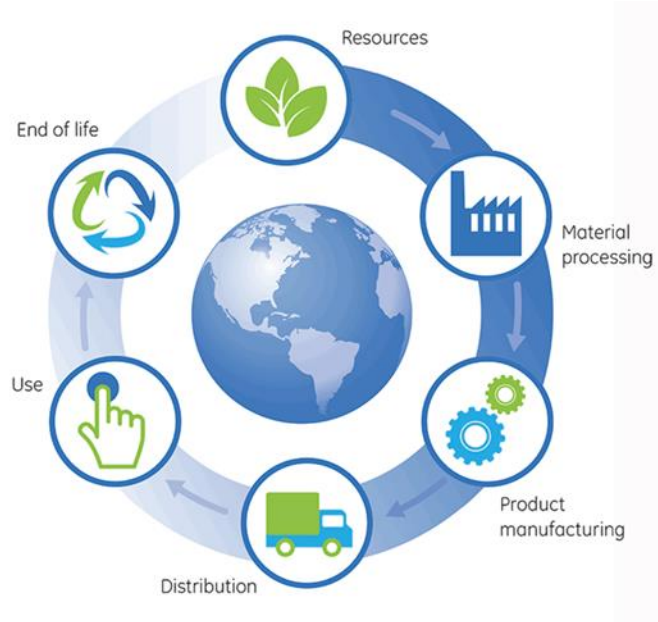 Resources
Material
processing
Product
manufacturing
Distribution
Use
End of life